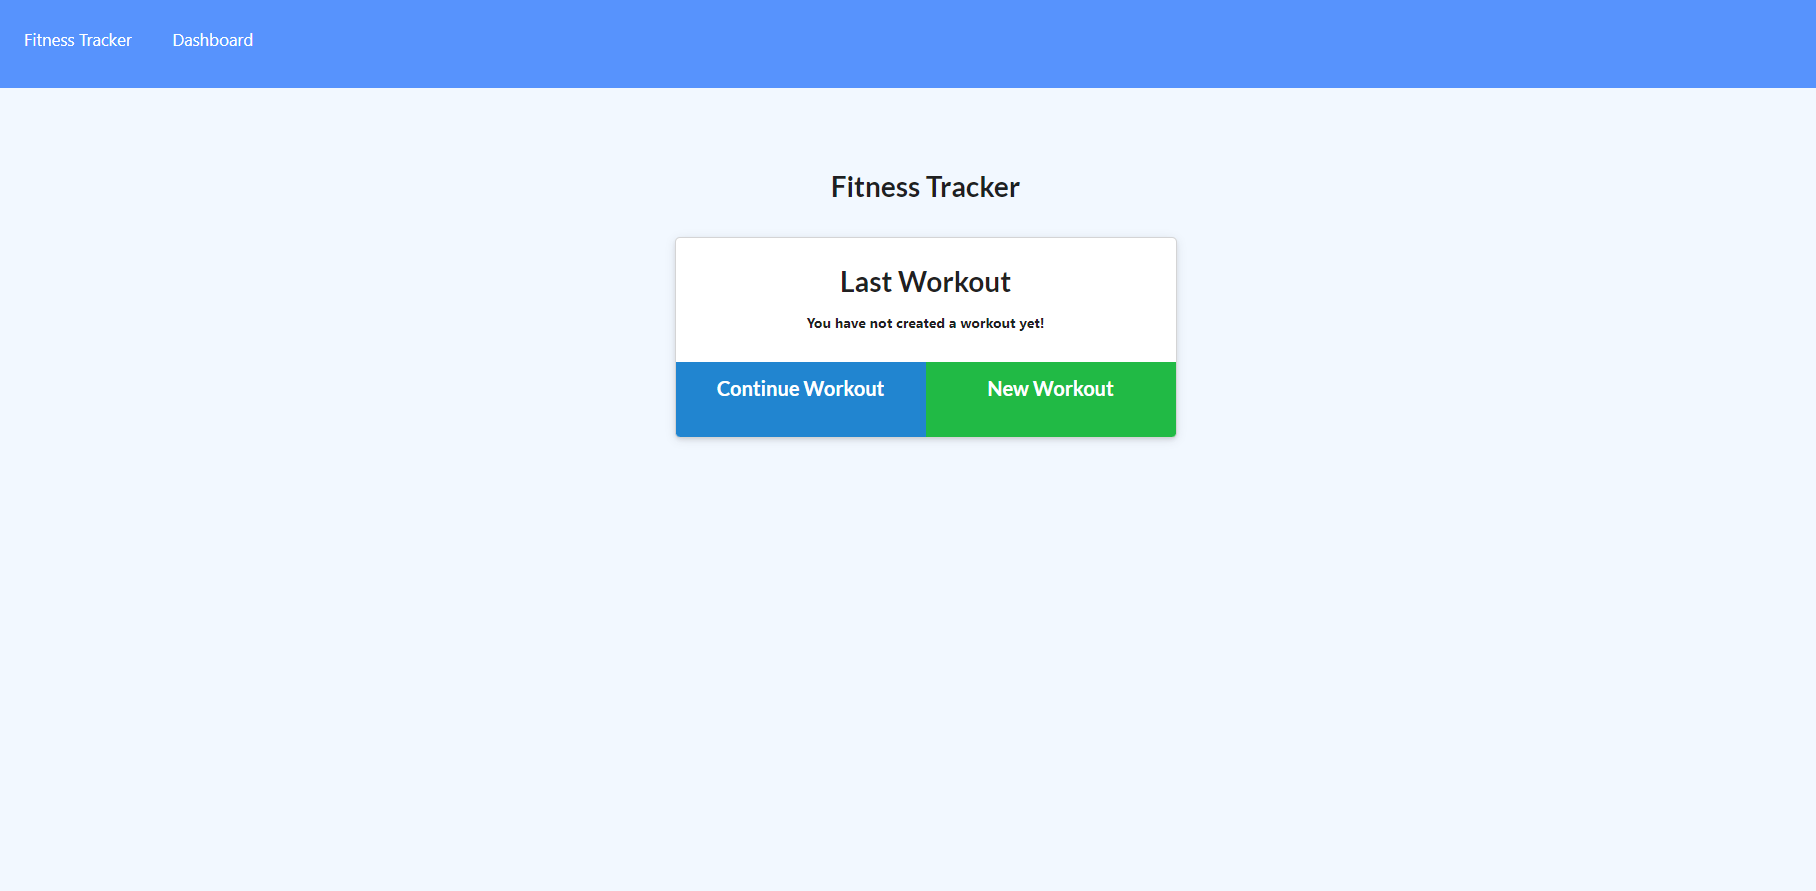 Fitness Tracker Dashboard
Fitness Tracker
Last Workout
You have not created a workout yet!
Continue Workout New Workout